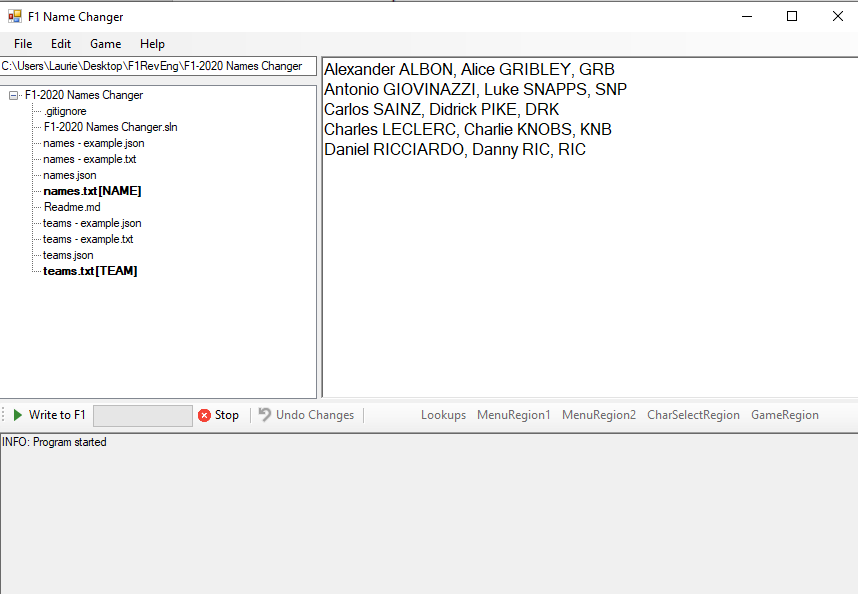 F1 Name Changer
File Edit Game Help
C:\Users\Laurie\Desktop\F1RevEng\F1-2020 Names Changer
F1-2020 Names Changer
.gitignore
F1-2020 Names Changer.sln
names - example.json
names - example.txt
names.json
names.txt[NAME]
Readme.md
teams - example.json
teams - example.txt
teams.json
teams.txt[TEAM]
Alexander ALBON, Alice GRIBLEY, GRB
Antonio GIOVINAZZI, Luke SNAPPS, SNP
Carlos SAINZ, Didrick PIKE, DRK
Charles LECLERC, Charlie KNOBS, KNB
Daniel RICCIARDO, Danny RIC, RIC
Write to F1 Stop Undo Changes Lookups MenuRegion1 MenuRegion2 CharSelectRegion GameRegion
INFO: Program started